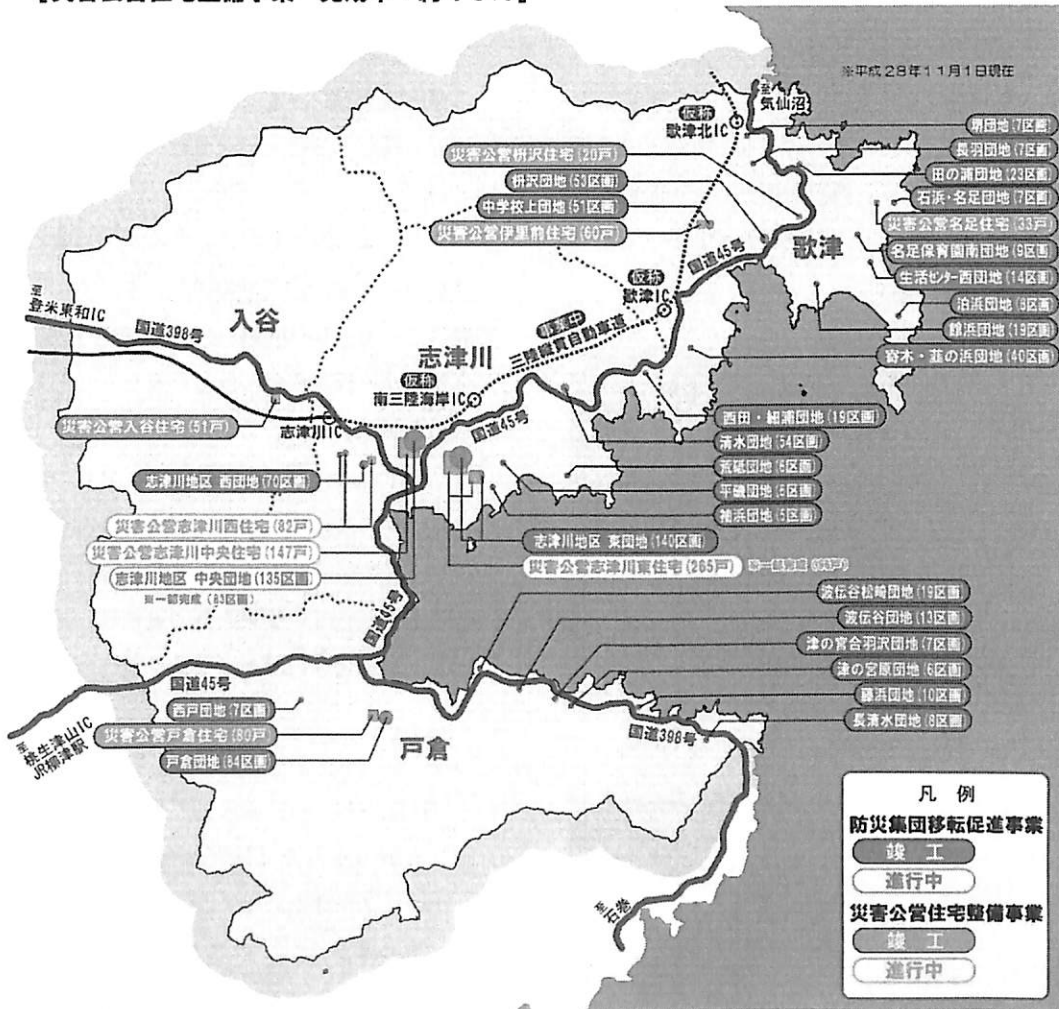 ※平成28年11月1日現在
至気仙沼
仮称
歌津北IC
災害公営枡沢住宅(20戸)
枡沢団地(53区画)
中学校上団地(51区画)
災害公営伊里前住宅(60戸)
団地(7区画)
長羽団地(7区画)
田の浦団地(23区画)
石浜・名足団地(7区画)
災害公営名足住宅(33戸)
名足保育園南団地(9区画)
生活センター西団地(14区画)
泊浜団地(8区画)
館浜団地(19区画)
寄木・韮の浜団地(40区画)
国道45号
歌津
仮称
歌津IC
事業中
三陸縦貫自動車道
至登米東和IC
国道398号
入谷
志津川
仮称
南三陸海岸IC
国道45号
災害公営入谷住宅(51戸)
志津川IC
西田・細浦団地(19区画)
清水団地(54区画)
荒砥団地(6区画)
平磯団地(5区画)
袖浜団地(5区画)
志津川地区 西団地(70区画)
災害公営志津川西住宅(82戸)
災害公営志津川中央住宅(147戸)
志津川地区 中央団地(135区画)
※一部完成(83区画)
志津川地区 東団地(140区画)
災害公営志津川東住宅(265戸)
※一部完成
国道45号
波伝谷松崎団地(19区画)
波伝谷団地(13区画)
津の宮合羽沢団地(7区画)
津の宮原団地(6区画)
藤浜団地(10区画)
長清水団地(8区画)
国道45号
西戸団地(7区画)
災害公営戸倉住宅(80戸)
戸倉団地(84区画)
戸倉
国道398号
至桃生津山IC
JR柳津駅
至石巻
凡 例
防災集団移転促進事業
竣 工
進行中
災害公営住宅整備事業
竣 工
進行中